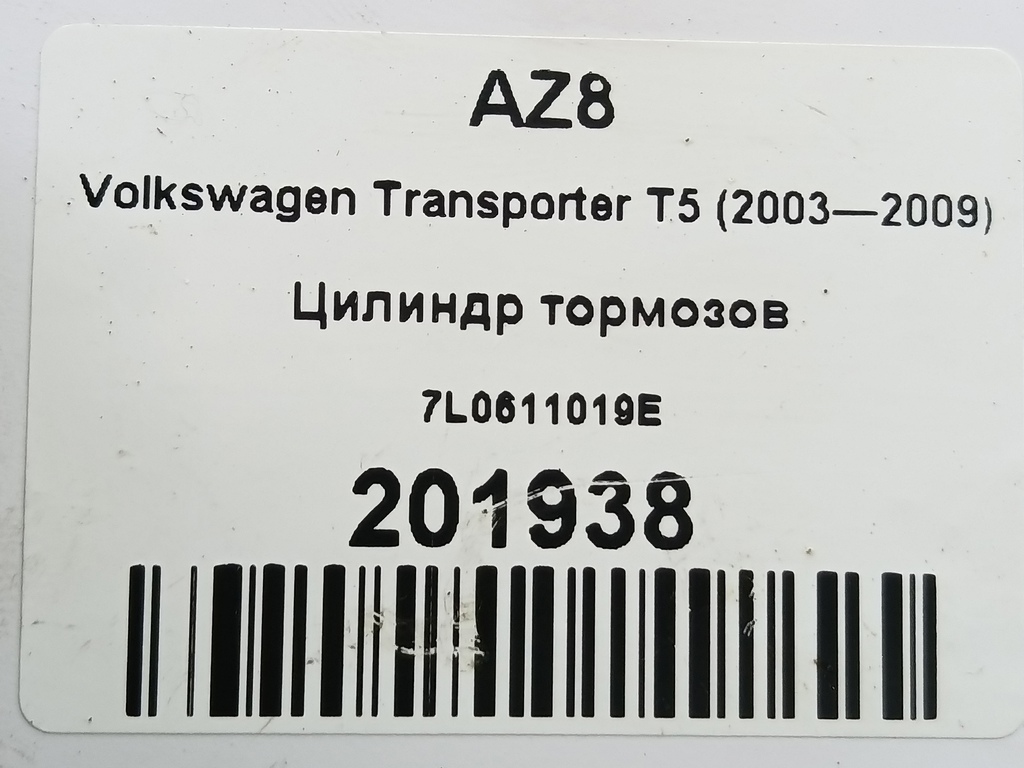 AZ8
Volkswagen Transporter T5 (2003—2009)
Цилиндр тормозов
7L0611019E
201938